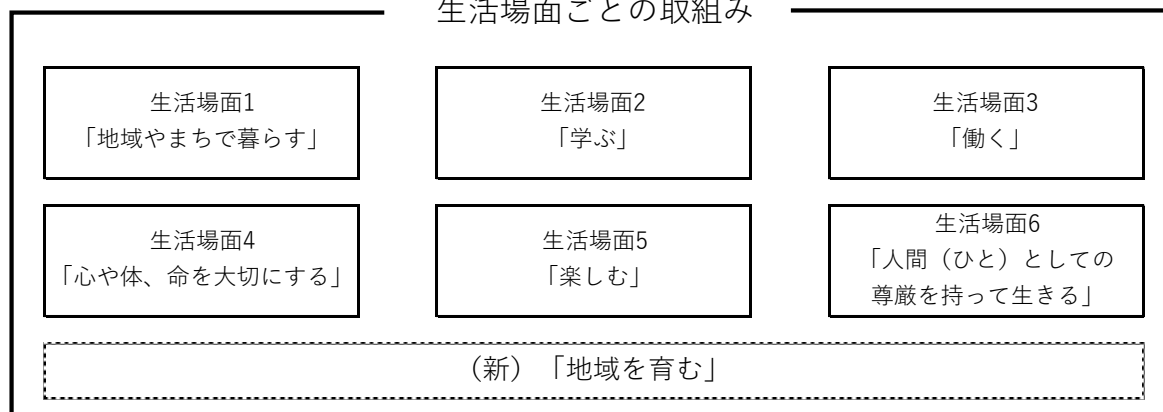 生活場面ごとの取組み
生活場面1
「地域やまちで暮らす」
生活場面2
「学ぶ」
生活場面3
「働く」
生活場面4
「心や体、命を大切にする」
生活場面5
「楽しむ」
生活場面6
「人間（ひと）としての
尊厳を持って生きる」
（新）「地域を育む」